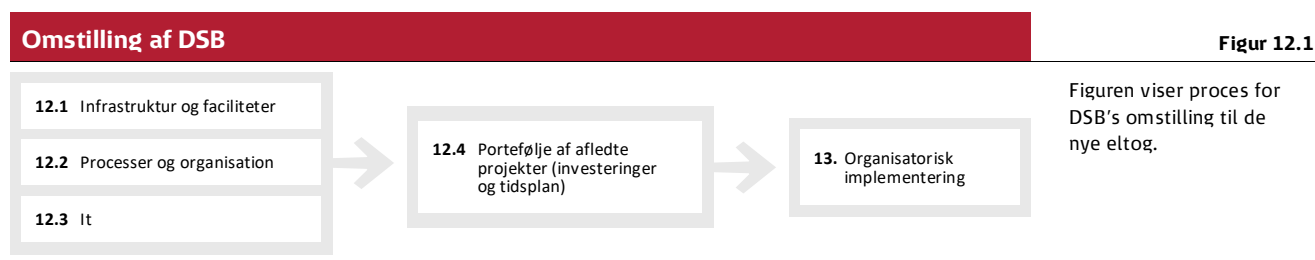 Omstilling af DSB
Figur 12.1
12.1 Infrastruktur og faciliteter
12.2 Processer og organisation
12.3 It
12.4 Portefølje af afledte
projekter (investeringer
og tidsplan)
13. Organisatorisk
implementering
Figuren viser proces for
DSB's omstilling til de
nye eltog.